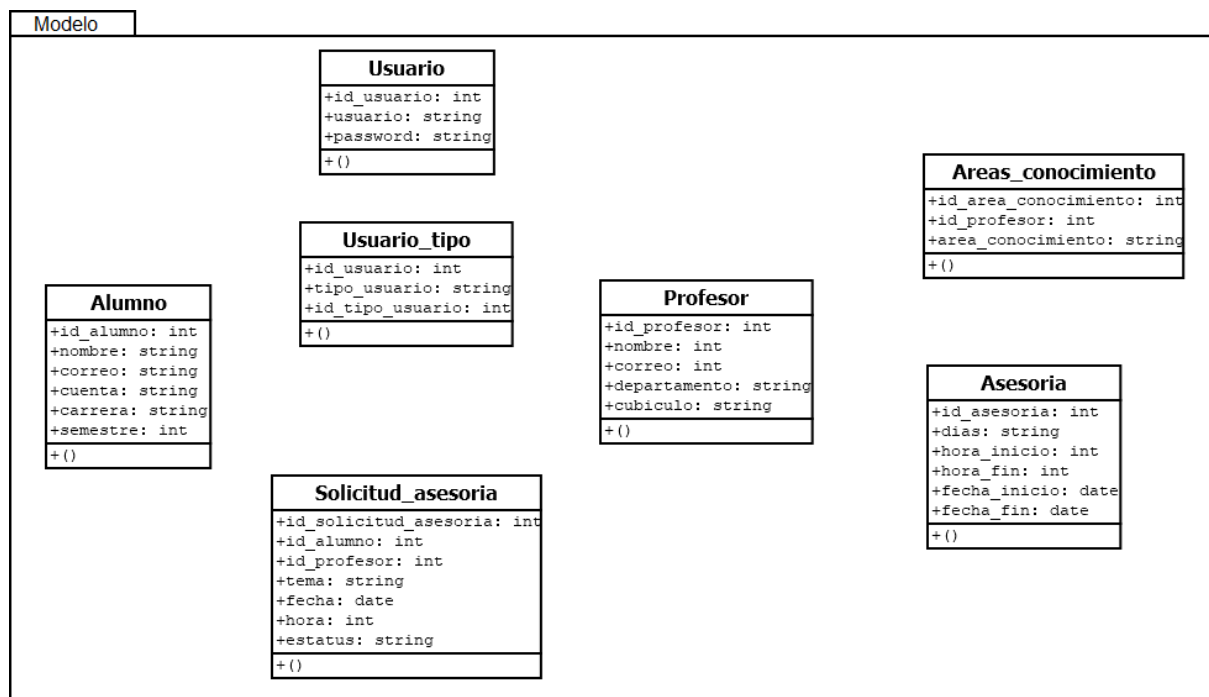 Modelo
Usuario
+id_usuario: int
+usuario: string
+password: string
+()
Usuario_tipo
+id_usuario: int
+tipo_usuario: string
+id_tipo_usuario: int
+()
Alumno
+id_alumno: int
+nombre: string
+correo: string
+cuenta: string
+carrera: string
+semestre: int
+()
Solicitud_asesoria
+id_solicitud_asesoria: int
+id_alumno: int
+id_profesor: int
+tema: string
+fecha: date
+hora: int
+estatus: string
+()
Profesor
+id_profesor: int
+nombre: int
+correo: int
+departamento: string
+cubiculo: string
+()
Areas_conocimiento
+id_area_conocimiento: int
+id_profesor: int
+area_conocimiento: string
+()
Asesoria
+id_asesoria: int
+dias: string
+hora_inicio: int
+hora_fin: int
+fecha_inicio: date
+fecha_fin: date
+()